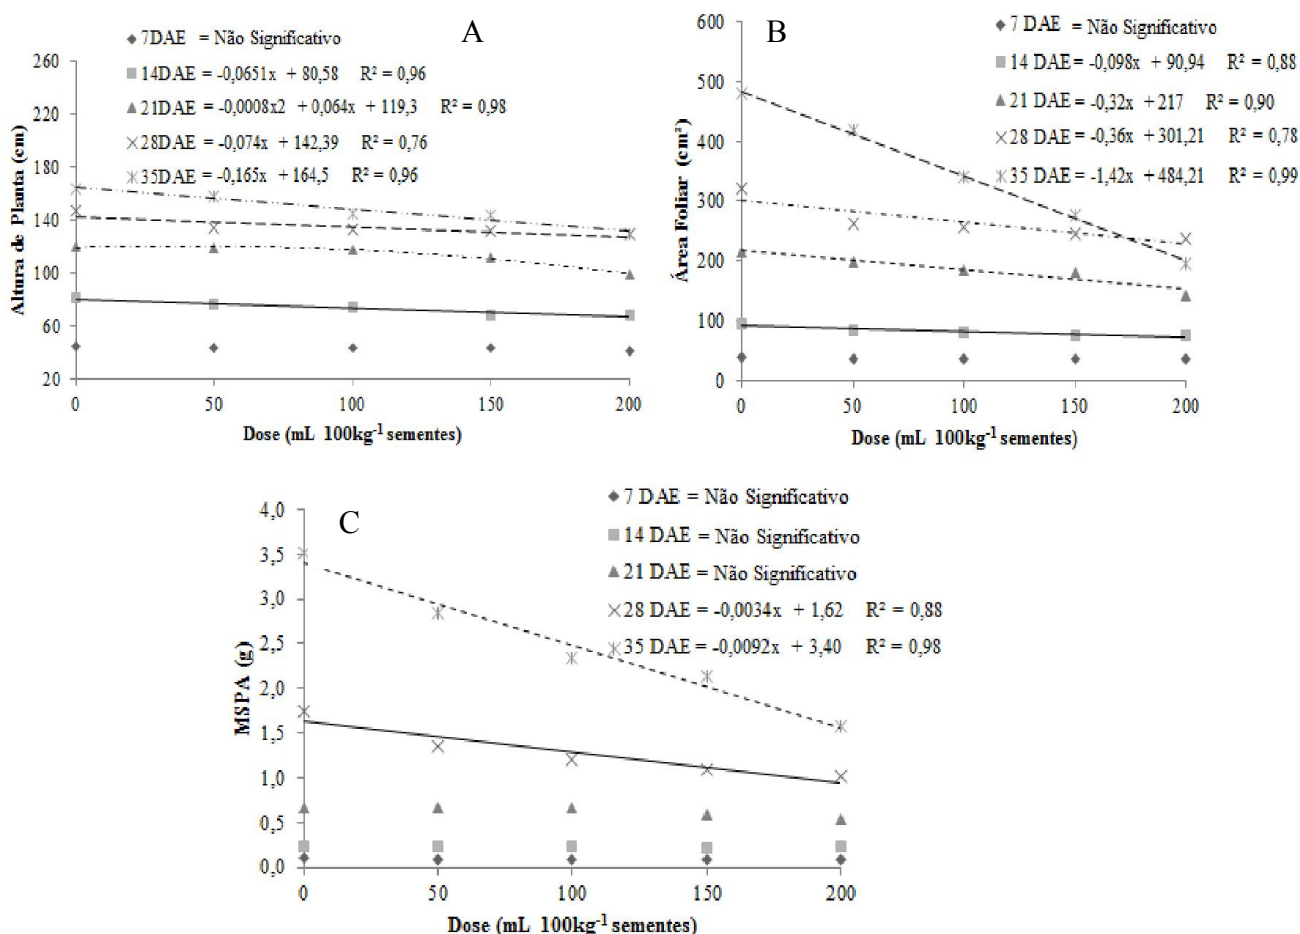 A
7DAE = Não Significativo
14DAE = -0,0651x + 80,58 R² = 0,96
21DAE = -0,0008x2 + 0,064x + 119,3 R² = 0,98
28DAE = -0,074x + 142,39 R² = 0,76
35DAE = -0,165x + 164,5 R² = 0,96
Altura de Planta (cm)
260
220
180
140
100
60
20
0 50 100 150 200
Dose (mL 100kg⁻¹ sementes)
B
7 DAE = Não Significativo
14 DAE = -0,098x + 90,94 R² = 0,88
21 DAE = -0,32x + 217 R² = 0,90
28 DAE = -0,36x + 301,21 R² = 0,78
35 DAE = -1,42x + 484,21 R² = 0,99
Área Foliar (cm²)
600
500
400
300
200
100
0
0 50 100 150 200
Dose (mL 100kg⁻¹ sementes)
C
7 DAE = Não Significativo
14 DAE = Não Significativo
21 DAE = Não Significativo
28 DAE = -0,0034x + 1,62 R² = 0,88
35 DAE = -0,0092x + 3,40 R² = 0,98
MSPA (g)
4,0
3,5
3,0
2,5
2,0
1,5
1,0
0,5
0,0
0 50 100 150 200
Dose (mL 100kg⁻¹ sementes)